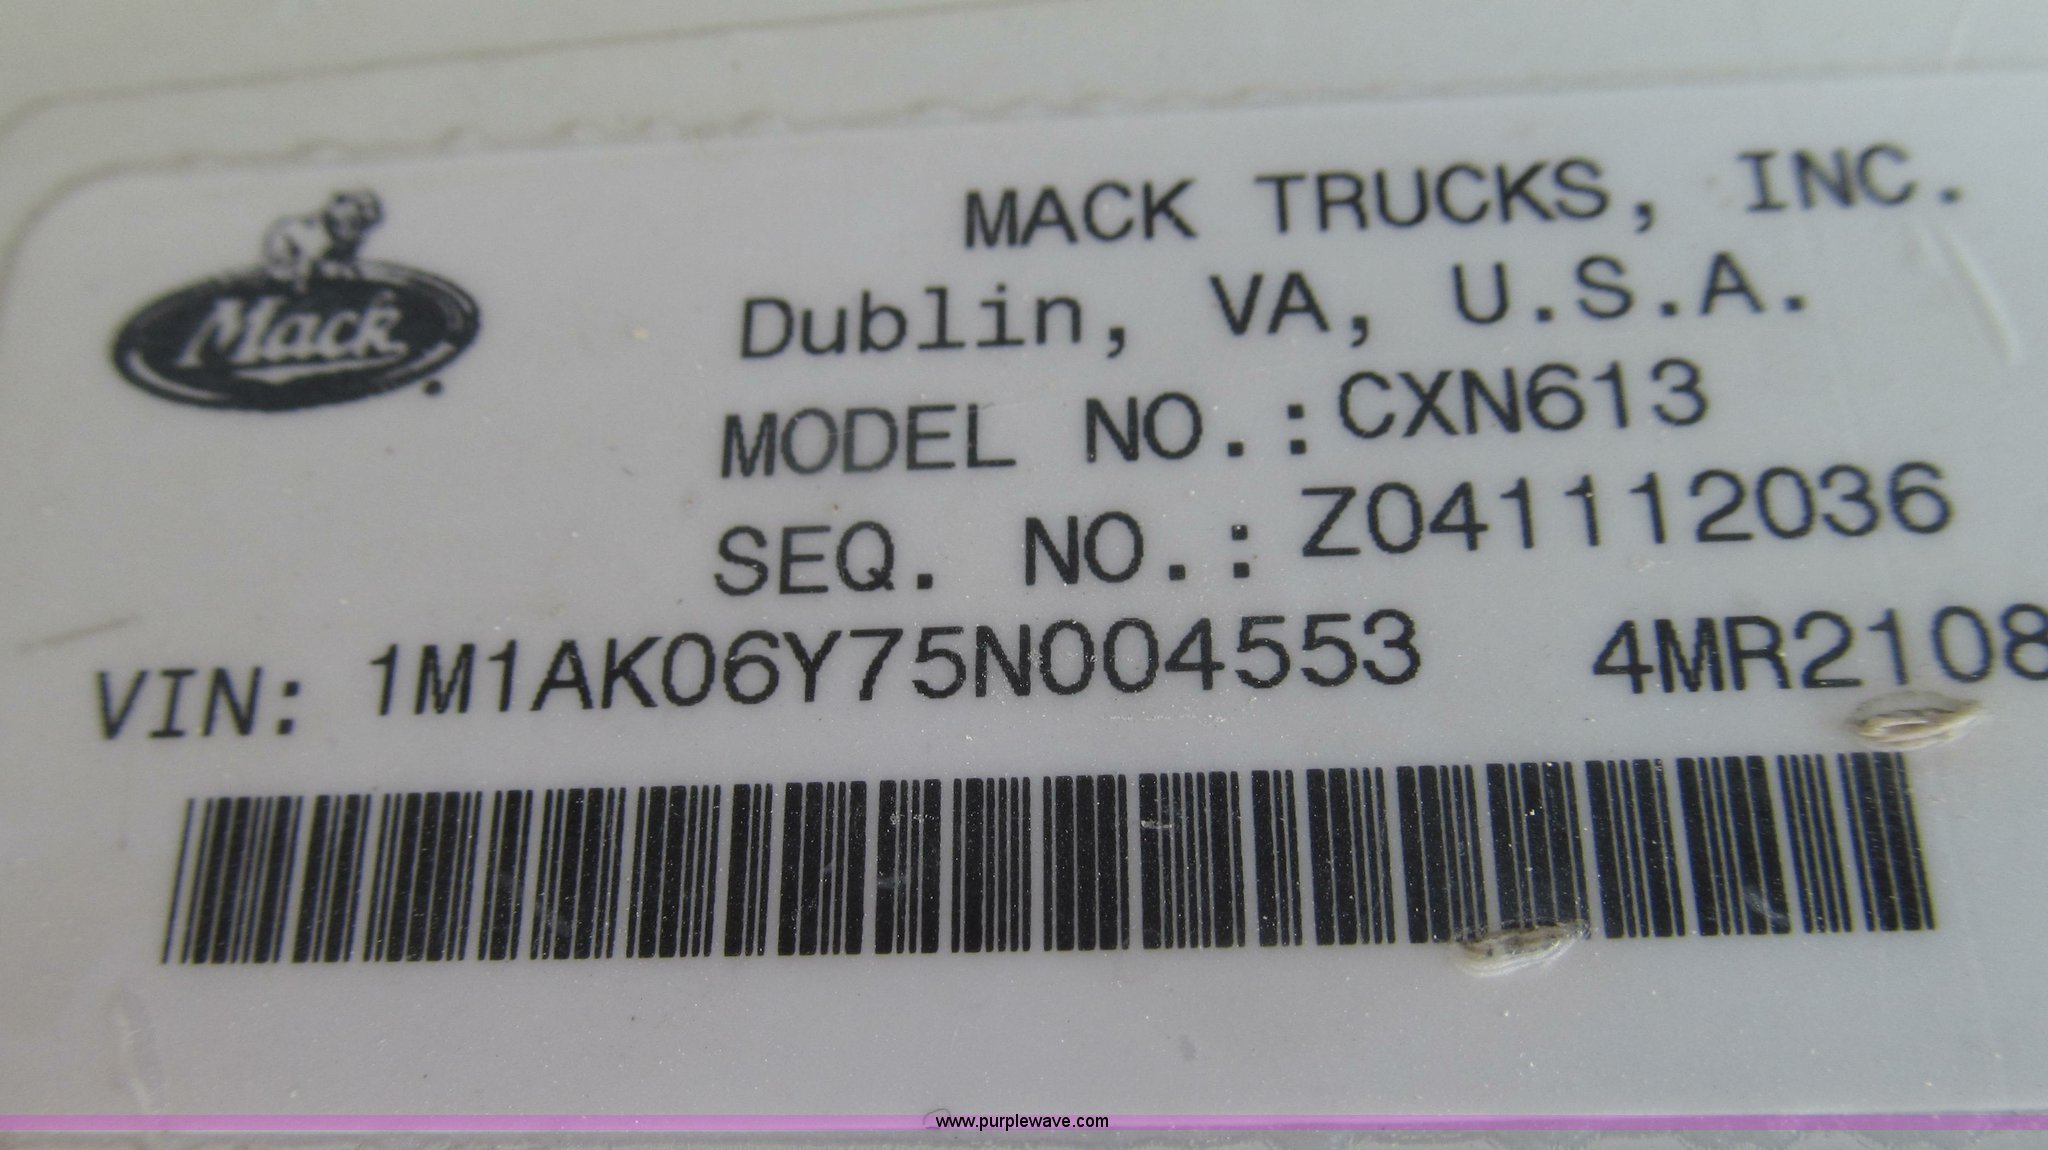 Mack
MACK TRUCKS, INC.
Dublin, VA, U.S.A.
MODEL NO.:CXN613
SEQ. NO.: Z041112036
VIN: 1M1AK06Y75N004553 4MR2108
www.purplewave.com